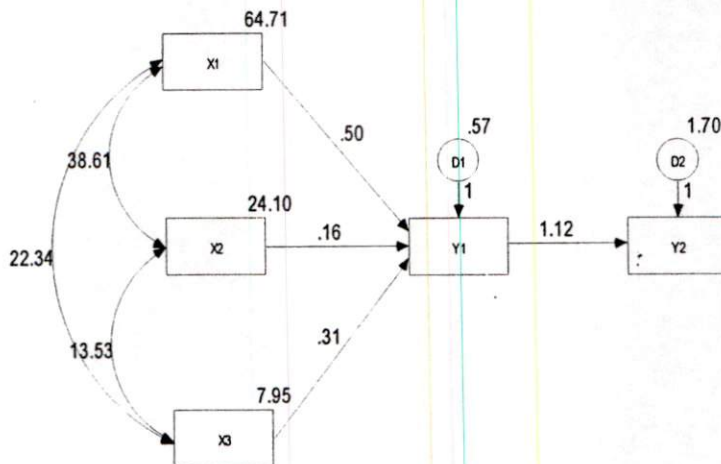 64.71
X1
.50
.57
1.70
D1
D2
38.61
24.10
1
1
X2
.16
Y1
1.12
Y2
22.34
13.53
.31
7.95
X3